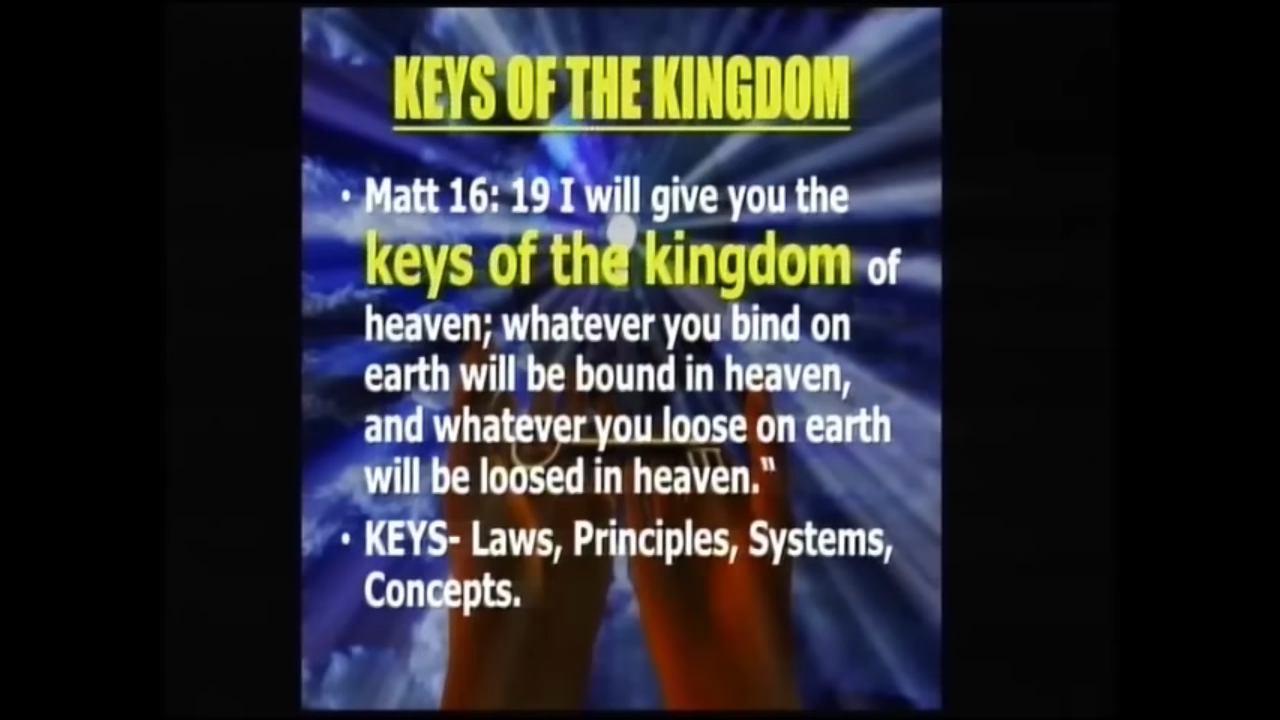 KEYS OF THE KINGDOM
• Matt 16: 19 I will give you the
keys of the kingdom of
heaven; whatever you bind on
earth will be bound in heaven,
and whatever you loose on earth
will be loosed in heaven."
• KEYS- Laws, Principles, Systems,
Concepts.